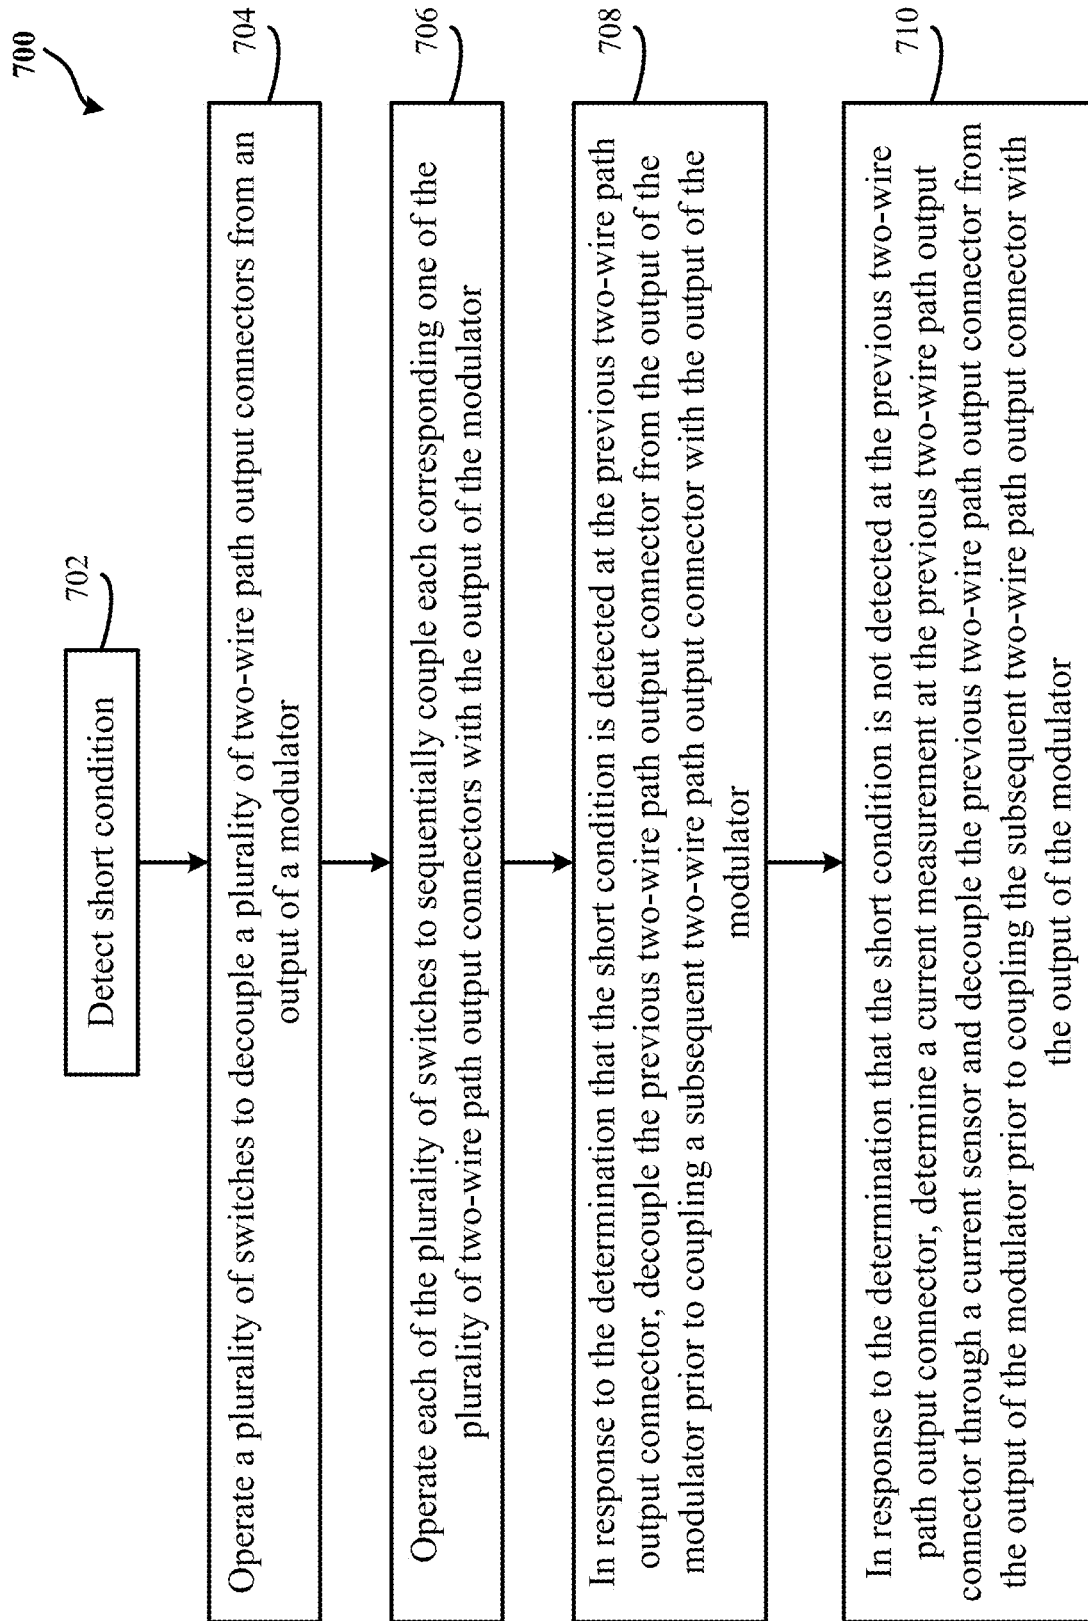 700
Detect short condition
702
Operate a plurality of switches to decouple a plurality of two-wire path output connectors from an
output of a modulator
704
Operate each of the plurality of switches to sequentially couple each corresponding one of the
plurality of two-wire path output connectors with the output of the modulator
706
In response to the determination that the short condition is detected at the previous two-wire path
output connector, decouple the previous two-wire path output connector from the output of the
modulator prior to coupling a subsequent two-wire path output connector with the output of the
modulator
708
In response to the determination that the short condition is not detected at the previous two-wire
path output connector, determine a current measurement at the previous two-wire path output
connector through a current sensor and decouple the previous two-wire path output connector from
the output of the modulator prior to coupling the subsequent two-wire path output connector with
the output of the modulator
710